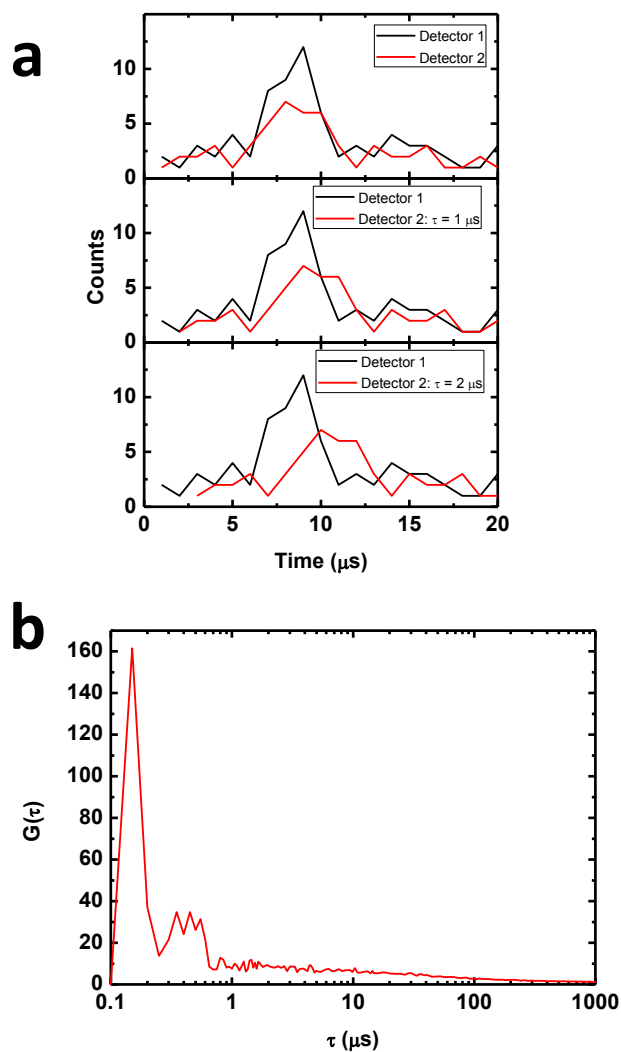 a
Detector 1
Detector 2
10
5
0
Detector 1
Detector 2: τ = 1 μs
10
5
0
Counts
Detector 1
Detector 2: τ = 2 μs
10
5
0
0 5 10 15 20
Time (μs)
b
160
140
120
100
80
60
40
20
0
G(τ)
0.1 1 10 100 1000
τ (μs)